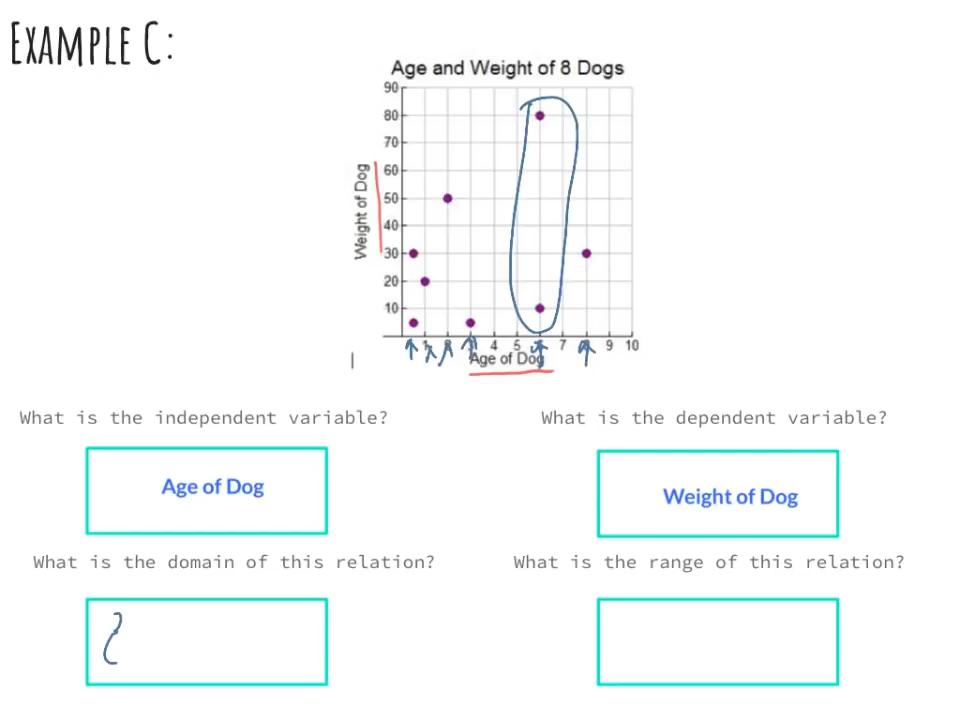 EXAMPLE C:
Age and Weight of 8 Dogs
90
80
70
60
50
40
30
20
10
Weight of Dog
1 3 4 5 7 9 10
Age of Dog
What is the independent variable?
What is the dependent variable?
Age of Dog
Weight of Dog
What is the domain of this relation?
What is the range of this relation?
{